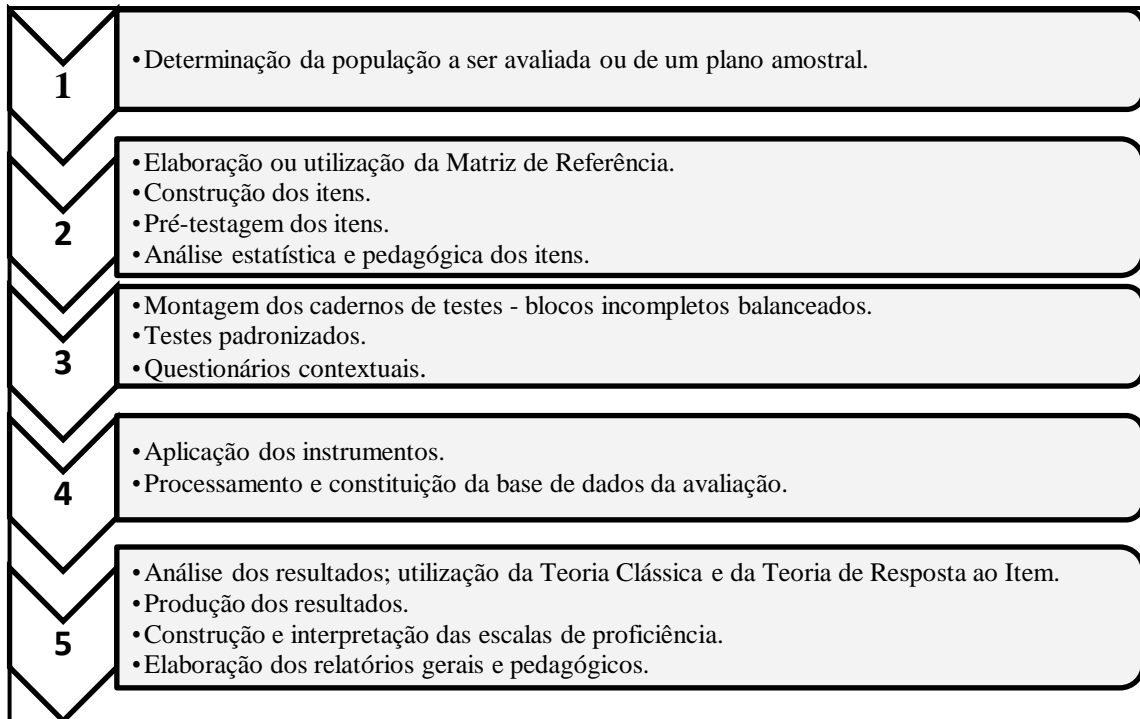 1
•Determinação da população a ser avaliada ou de um plano amostral.
2
•Elaboração ou utilização da Matriz de Referência.
•Construção dos itens.
•Pré-testagem dos itens.
•Análise estatística e pedagógica dos itens.
3
•Montagem dos cadernos de testes - blocos incompletos balanceados.
•Testes padronizados.
•Questionários contextuais.
4
•Aplicação dos instrumentos.
•Processamento e constituição da base de dados da avaliação.
5
•Análise dos resultados; utilização da Teoria Clássica e da Teoria de Resposta ao Item.
•Produção dos resultados.
•Construção e interpretação das escalas de proficiência.
•Elaboração dos relatórios gerais e pedagógicos.